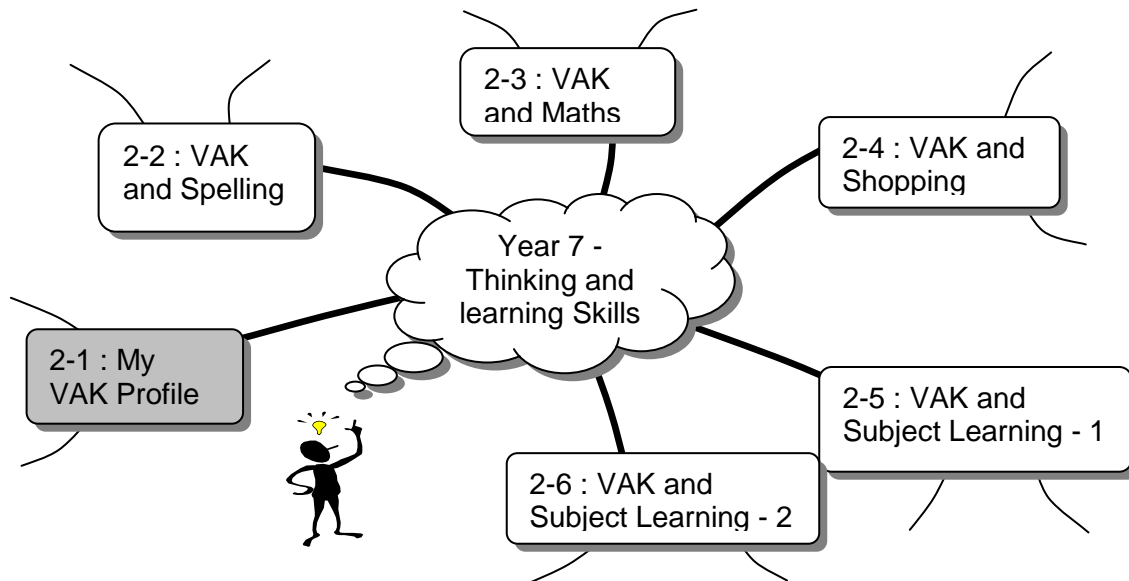 2-3 : VAK
and Maths
2-2 : VAK
and Spelling
2-4 : VAK and
Shopping
Year 7 -
Thinking and
learning Skills
2-1 : My
VAK Profile
2-5 : VAK and
Subject Learning - 1
2-6 : VAK and
Subject Learning - 2